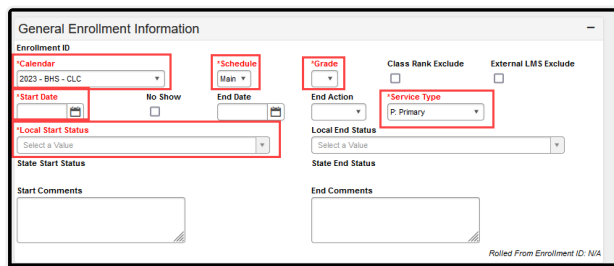 General Enrollment Information
Enrollment ID
*Calendar *Schedule *Grade Class Rank Exclude External LMS Exclude
2023 - BHS - CLC Main
*Start Date No Show End Date End Action *Service Type
P: Primary
*Local Start Status Local End Status
Select a Value Select a Value
State Start Status State End Status
Start Comments End Comments
Rolled From Enrollment ID: N/A